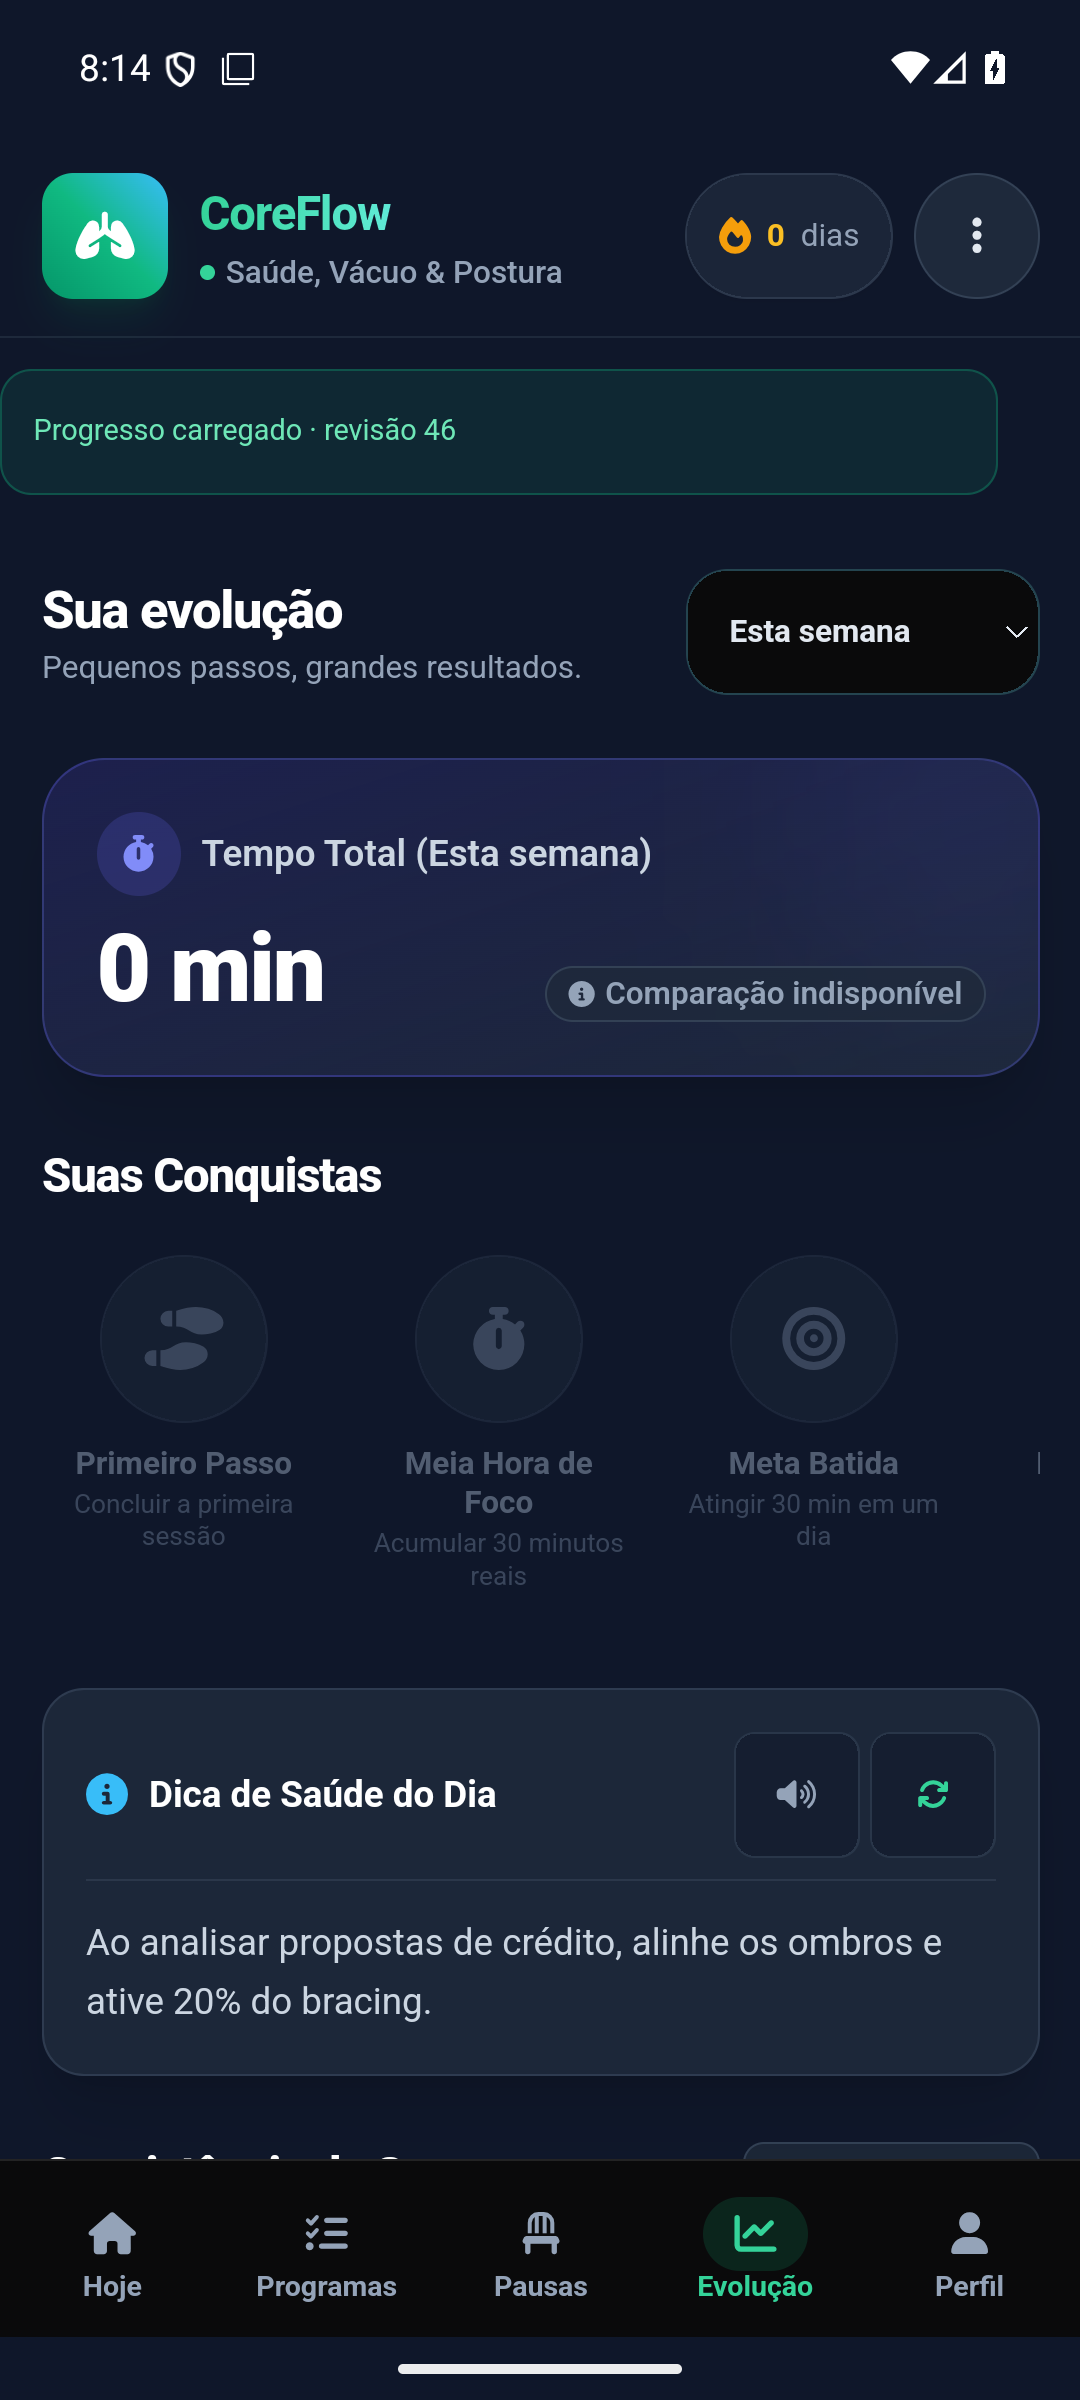 8:14
CoreFlow
Saúde, Vácuo & Postura
0 dias
Progresso carregado · revisão 46
Sua evolução
Pequenos passos, grandes resultados.
Esta semana
Tempo Total (Esta semana)
0 min
Comparação indisponível
Suas Conquistas
Primeiro Passo
Concluir a primeira
sessão
Meia Hora de
Foco
Acumular 30 minutos
reais
Meta Batida
Atingir 30 min em um
dia
Dica de Saúde do Dia
Ao analisar propostas de crédito, alinhe os ombros e
ative 20% do bracing.
Hoje
Programas
Pausas
Evolução
Perfil